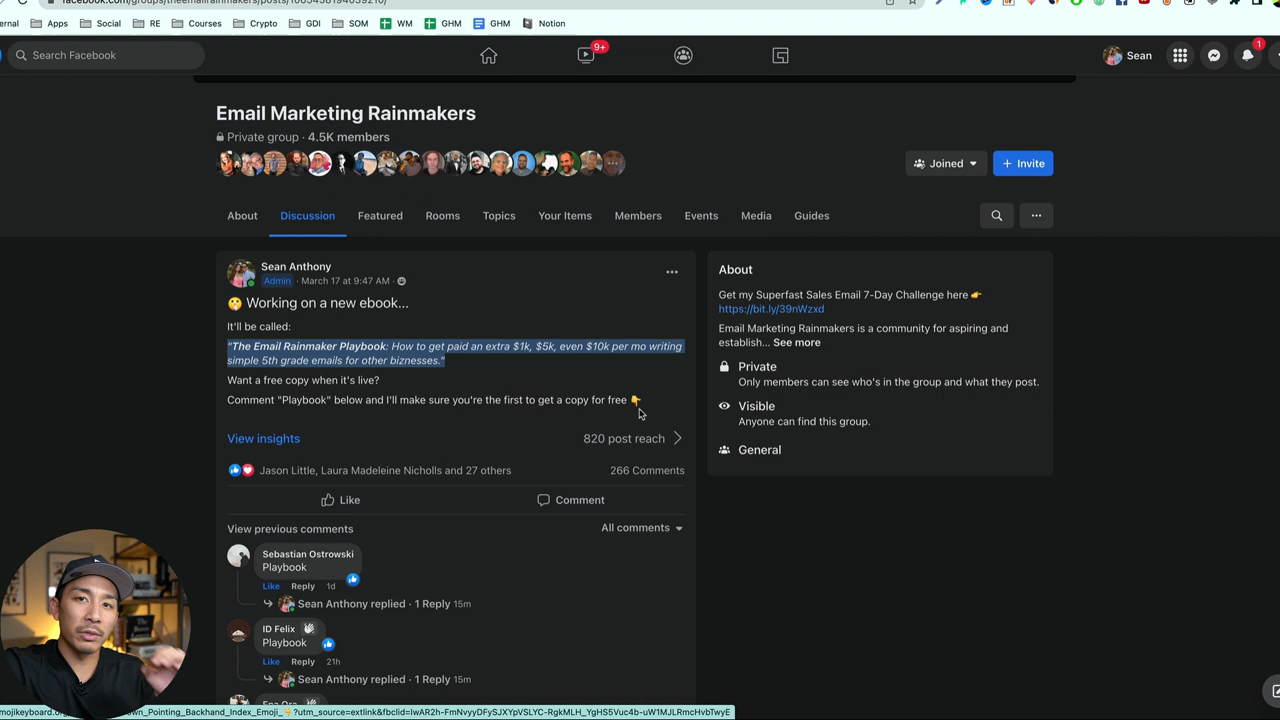 facebook.com/groups/theemailrainmakers/posts/
Apps
Social
RE
Courses
Crypto
GDI
SOM
WM
GHM
GHM
Notion
Search Facebook
9+
Sean
1
Email Marketing Rainmakers
Private group · 4.5K members
Joined
+ Invite
About
Discussion
Featured
Rooms
Topics
Your Items
Members
Events
Media
Guides
Sean Anthony
Admin · March 17 at 9:47 AM ·
🤫 Working on a new ebook...
It'll be called:
"The Email Rainmaker Playbook: How to get paid an extra $1k, $5k, even $10k per mo writing
simple 5th grade emails for other biznesses."
Want a free copy when it's live?
Comment "Playbook" below and I'll make sure you're the first to get a copy for free 👇
View insights
820 post reach
Jason Little, Laura Madeleine Nicholls and 27 others
266 Comments
Like
Comment
View previous comments
All comments
Sebastian Ostrowski
Playbook
Like Reply 1d
Sean Anthony replied · 1 Reply 15m
ID Felix
Playbook
Like Reply 21h
Sean Anthony replied · 1 Reply 15m
About
Get my Superfast Sales Email 7-Day Challenge here 👉
https://bit.ly/39nWzxd
Email Marketing Rainmakers is a community for aspiring and
establish... See more
Private
Only members can see who's in the group and what they post.
Visible
Anyone can find this group.
General